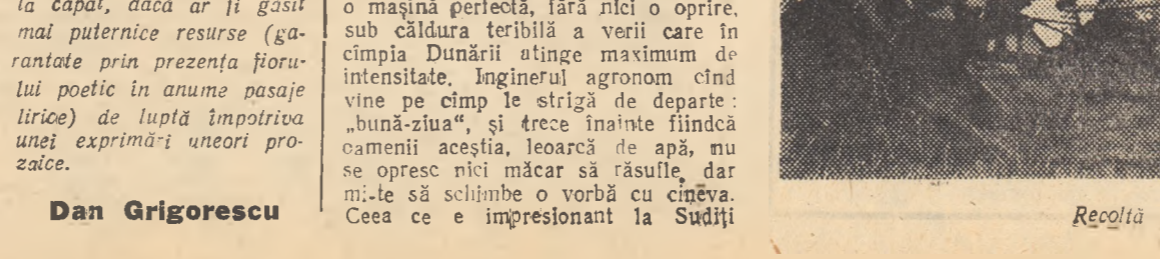 la capăt, dacă ar fi găsit
mai puternice resurse (ga-
rantate prin prezența fioru-
lui poetic în anume pasaje
lirice) de luptă împotriva
unei exprimări uneori pro-
zaice.
Dan Grigorescu
o mașină perfectă, fără nici o oprire,
sub căldura teribilă a verii care în
cîmpia Dunării atinge maximum de
intensitate. Inginerul agronom cînd
vine pe cîmp le strigă de departe :
„bună-ziua“, și trece înainte fiindcă
oamenii aceștia, leoarcă de apă, nu
se opresc nici măcar să răsufle, dar
mi-te să schimbe o vorbă cu cineva.
Ceea ce e impresionant la Sudiți
Recoltă